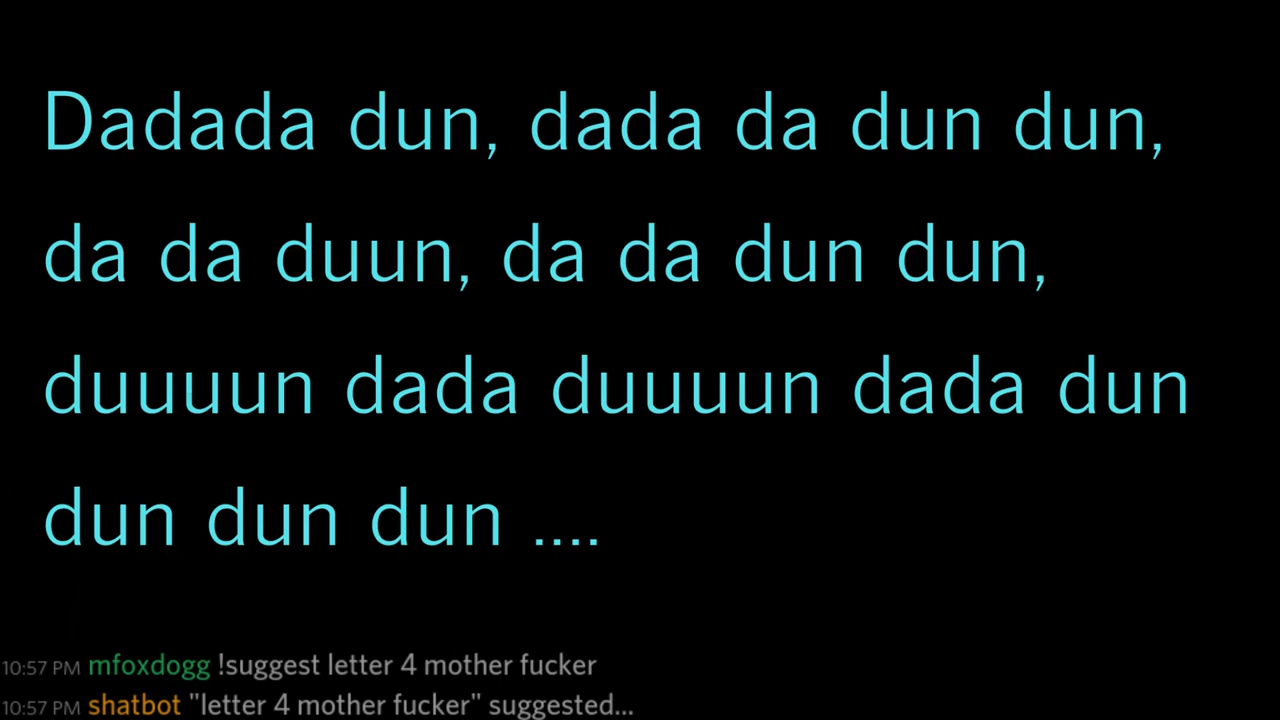 Dadada dun, dada da dun dun,
da da duun, da da dun dun,
duuuun dada duuuun dada dun
dun dun dun ....
10:57 PM mfoxdogg !suggest letter 4 mother fucker
10:57 PM shatbot "letter 4 mother fucker" suggested...